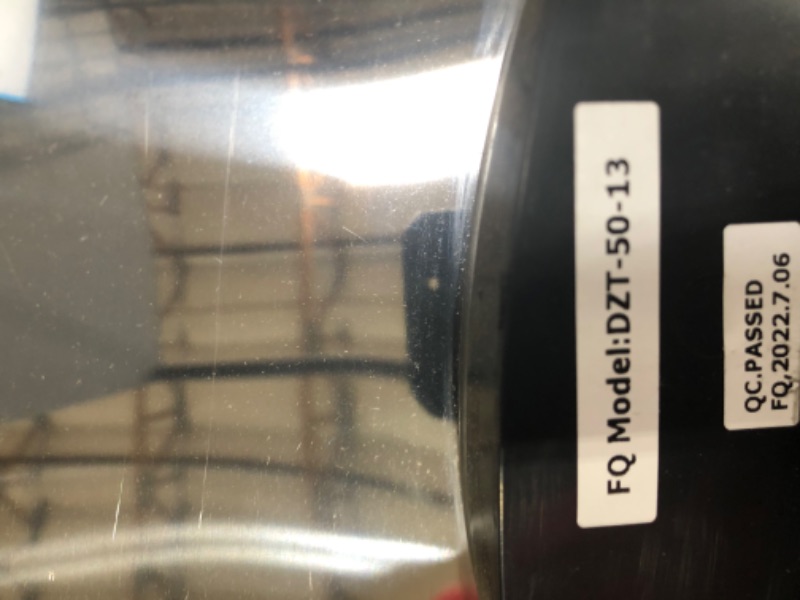 FQ Model:DZT-50-13
QC.PASSED
FQ,2022.7.06